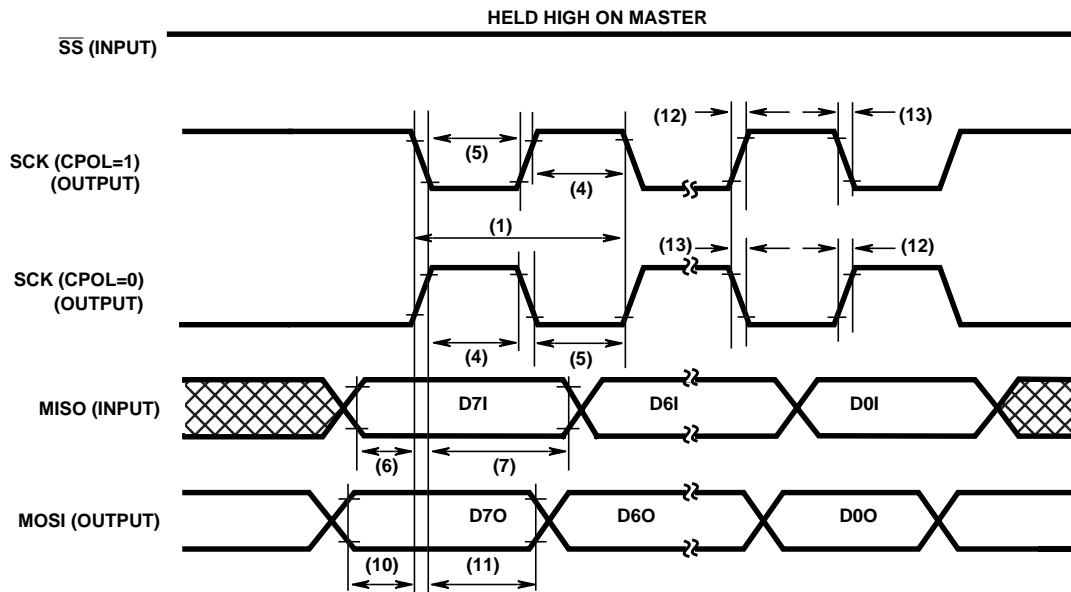 HELD HIGH ON MASTER
SS (INPUT)
(12)
(13)
SCK (CPOL=1)
(OUTPUT)
(5)
(4)
(1)
(13)
(12)
SCK (CPOL=0)
(OUTPUT)
(4)
(5)
MISO (INPUT)
D7I
D6I
D0I
(6)
(7)
MOSI (OUTPUT)
D7O
D6O
D0O
(10)
(11)